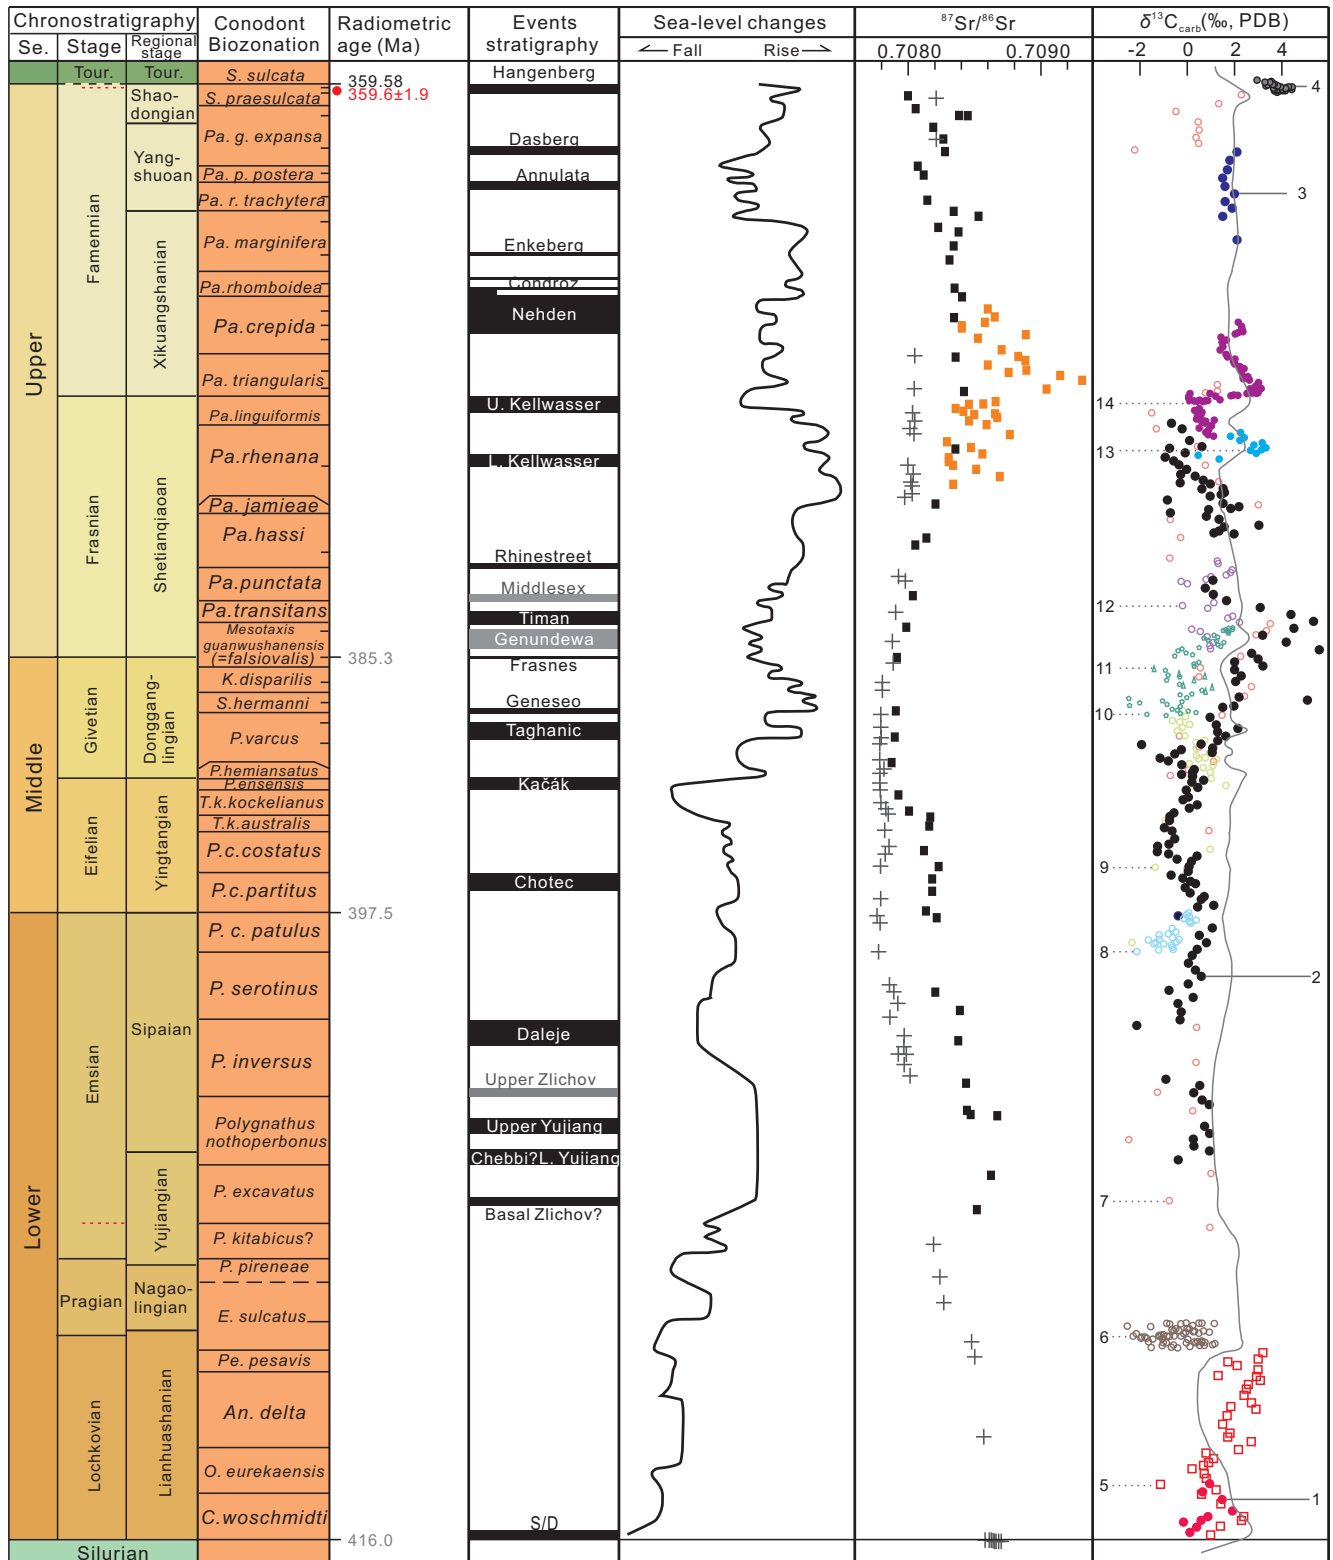 Chronostratigraphy
Se.
Stage
Regional
stage
Conodont
Biozonation
Radiometric
age (Ma)
Events
stratigraphy
Sea-level changes
Fall
Rise
87Sr/86Sr
0.7080
0.7090
δ13Ccarb(‰, PDB)
-2
0
2
4
Upper
Middle
Lower
Tour.
Famennian
Frasnian
Givetian
Eifelian
Emsian
Pragian
Lochkovian
Silurian
Tour.
Shao-
dongian
Yang-
shuoan
Xikuangshanian
Shetianqiaoan
Donggang-
lingian
Yingtangian
Sipaian
Yujiangian
Nagao-
lingian
Lianhuashanian
S. sulcata
S. praesulcata
Pa. g. expansa
Pa. p. postera
Pa. r. trachytera
Pa. marginifera
Pa.rhomboidea
Pa.crepida
Pa. triangularis
Pa.linguiformis
Pa.rhenana
Pa.jamieae
Pa.hassi
Pa.punctata
Pa.transitans
Mesotaxis
guanwushanensis
(=falsiovalis)
K.disparilis
S.hermanni
P.varcus
P.hemiansatus
P.ensensis
T.k.kockelianus
T.k.australis
P.c.costatus
P.c.partitus
P. c. patulus
P. serotinus
P. inversus
Polygnathus
nothoperbonus
P. excavatus
P. kitabicus?
P. pireneae
E. sulcatus
Pe. pesavis
An. delta
O. eurekaensis
C.woschmidti
359.58
359.6±1.9
385.3
397.5
416.0
Hangenberg
Dasberg
Annulata
Enkeberg
Condroz
Nehden
U. Kellwasser
L. Kellwasser
Rhinestreet
Middlesex
Timan
Genundewa
Frasnes
Geneseo
Taghanic
Kačák
Chotec
Daleje
Upper Zlichov
Upper Yujiang
Chebbi?L. Yujiang
Basal Zlichov?
S/D
4
3
14
13
12
11
10
9
8
2
7
6
5
1